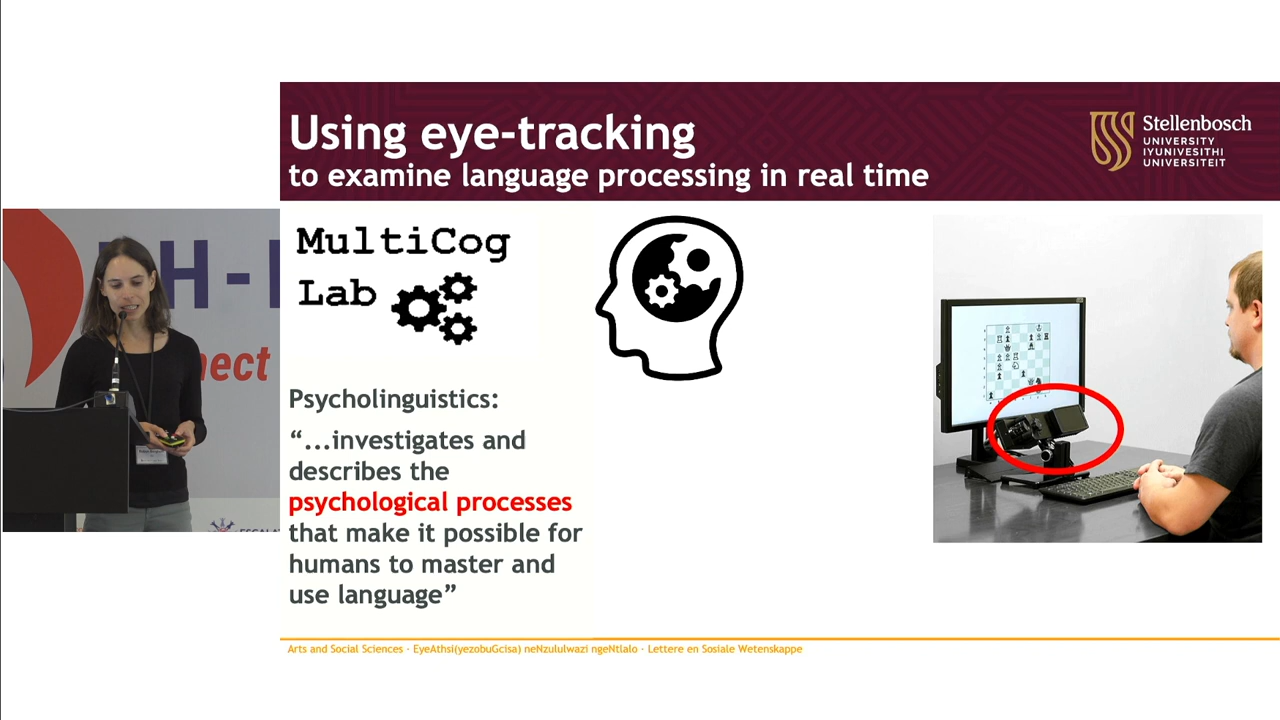 Using eye-tracking
to examine language processing in real time
Stellenbosch
UNIVERSITY
IYUNIVESITHI
UNIVERSITEIT
MultiCog
Lab
Psycholinguistics:
“...investigates and
describes the
psychological processes
that make it possible for
humans to master and
use language”
Arts and Social Sciences · EyeAthsi(yezobuGcisa) neNzululwazi ngeNtlalo · Lettere en Sosiale Wetenskappe